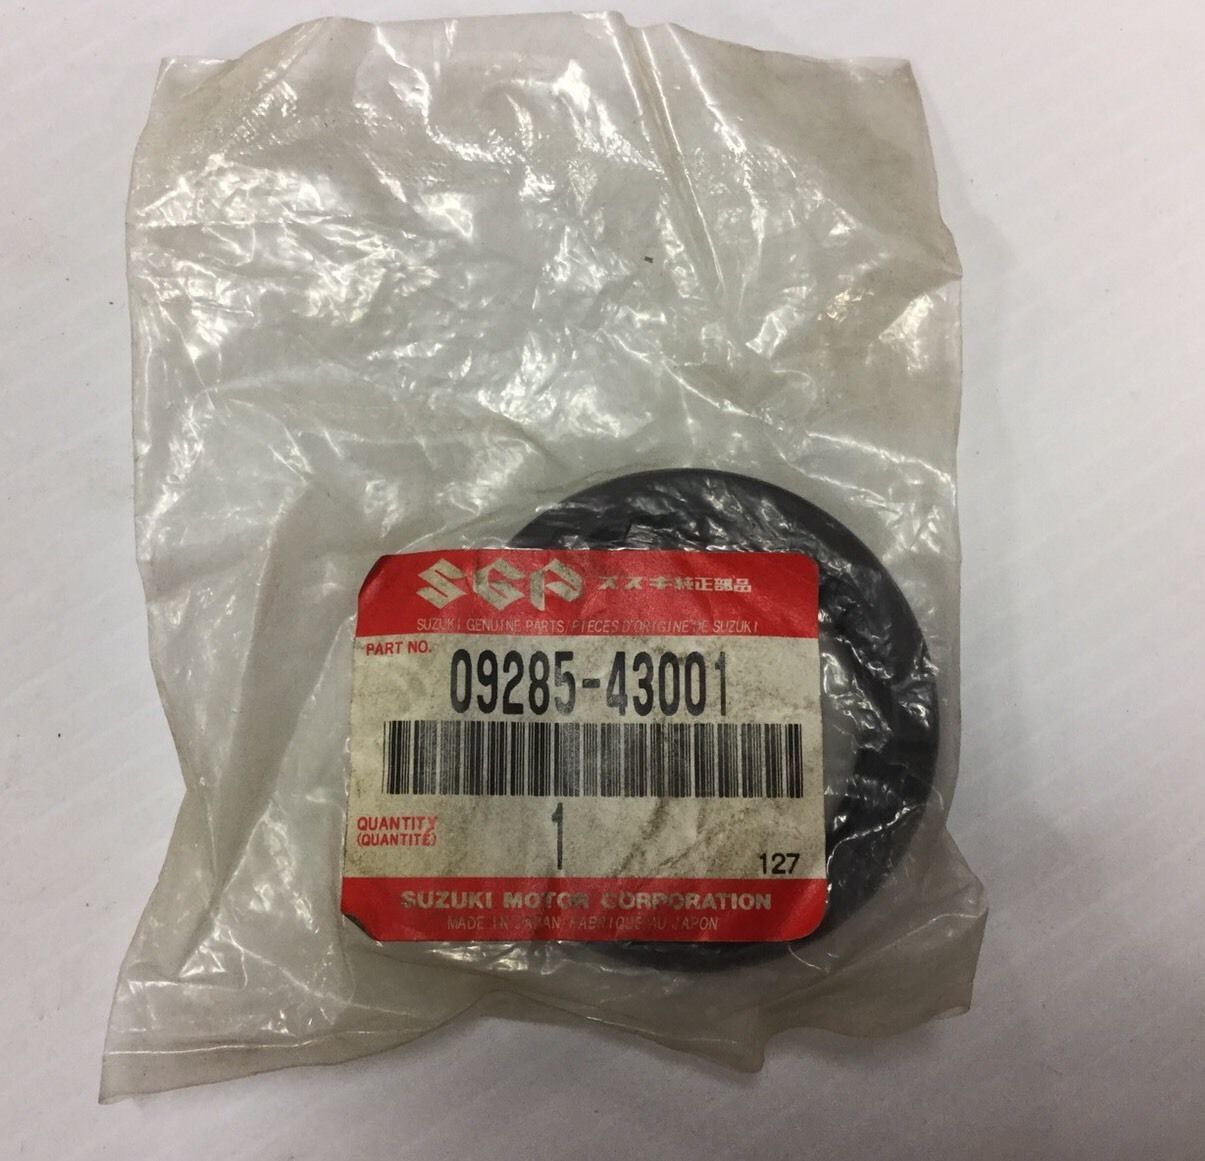 SGP スズキ純正部品
SUZUKI GENUINE PARTS/PIECES D'ORIGINE DE SUZUKI
PART NO.
09285-43001
QUANTITY
(QUANTITÉ)
1
127
SUZUKI MOTOR CORPORATION
MADE IN JAPAN/FABRIQUE AU JAPON